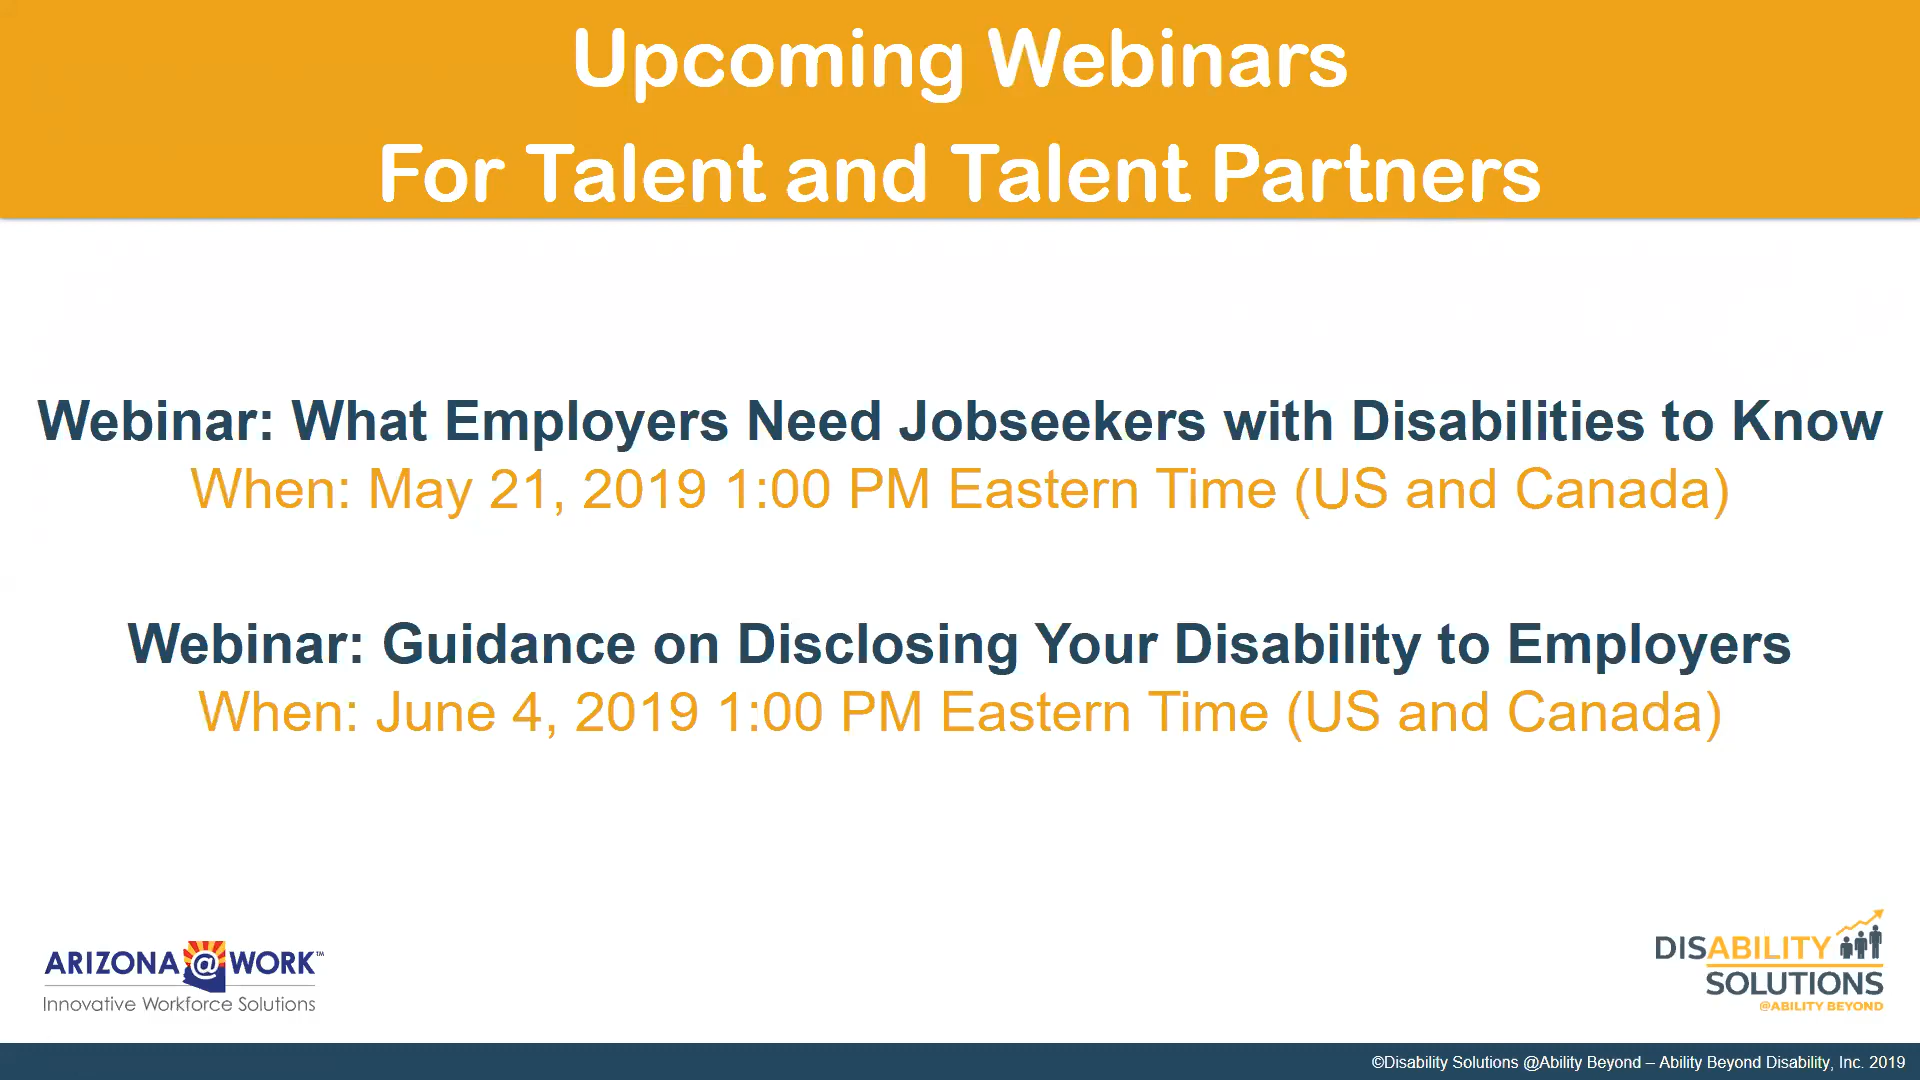 Upcoming Webinars
For Talent and Talent Partners
Webinar: What Employers Need Jobseekers with Disabilities to Know
When: May 21, 2019 1:00 PM Eastern Time (US and Canada)
Webinar: Guidance on Disclosing Your Disability to Employers
When: June 4, 2019 1:00 PM Eastern Time (US and Canada)
ARIZONA@WORK™
Innovative Workforce Solutions
DISABILITY
SOLUTIONS
@ABILITY BEYOND
©Disability Solutions @Ability Beyond – Ability Beyond Disability, Inc. 2019